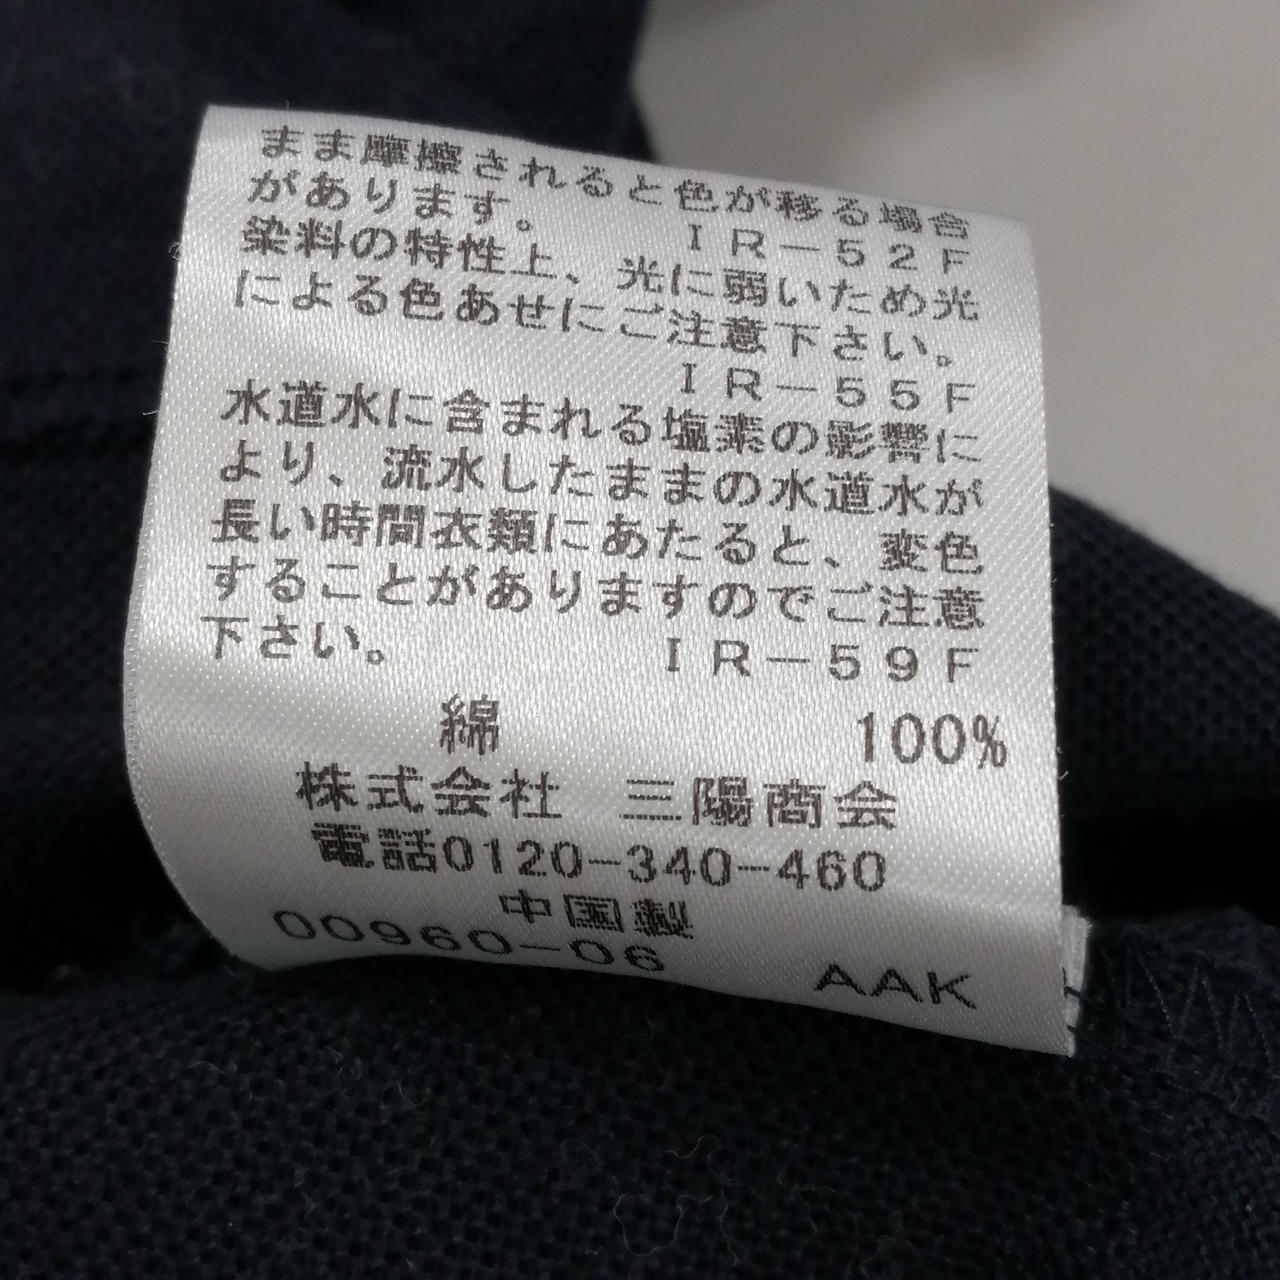 まま摩擦されると色が移る場合
があります。 IR-52F
染料の特性上、光に弱いため光
による色あせにご注意下さい。
IR-55F
水道水に含まれる塩素の影響に
より、流水したままの水道水が
長い時間衣類にあたると、変色
することがありますのでご注意
下さい。 IR-59F
綿 100%
株式会社 三陽商会
電話0120-340-460
中国製
00960-06 AAK